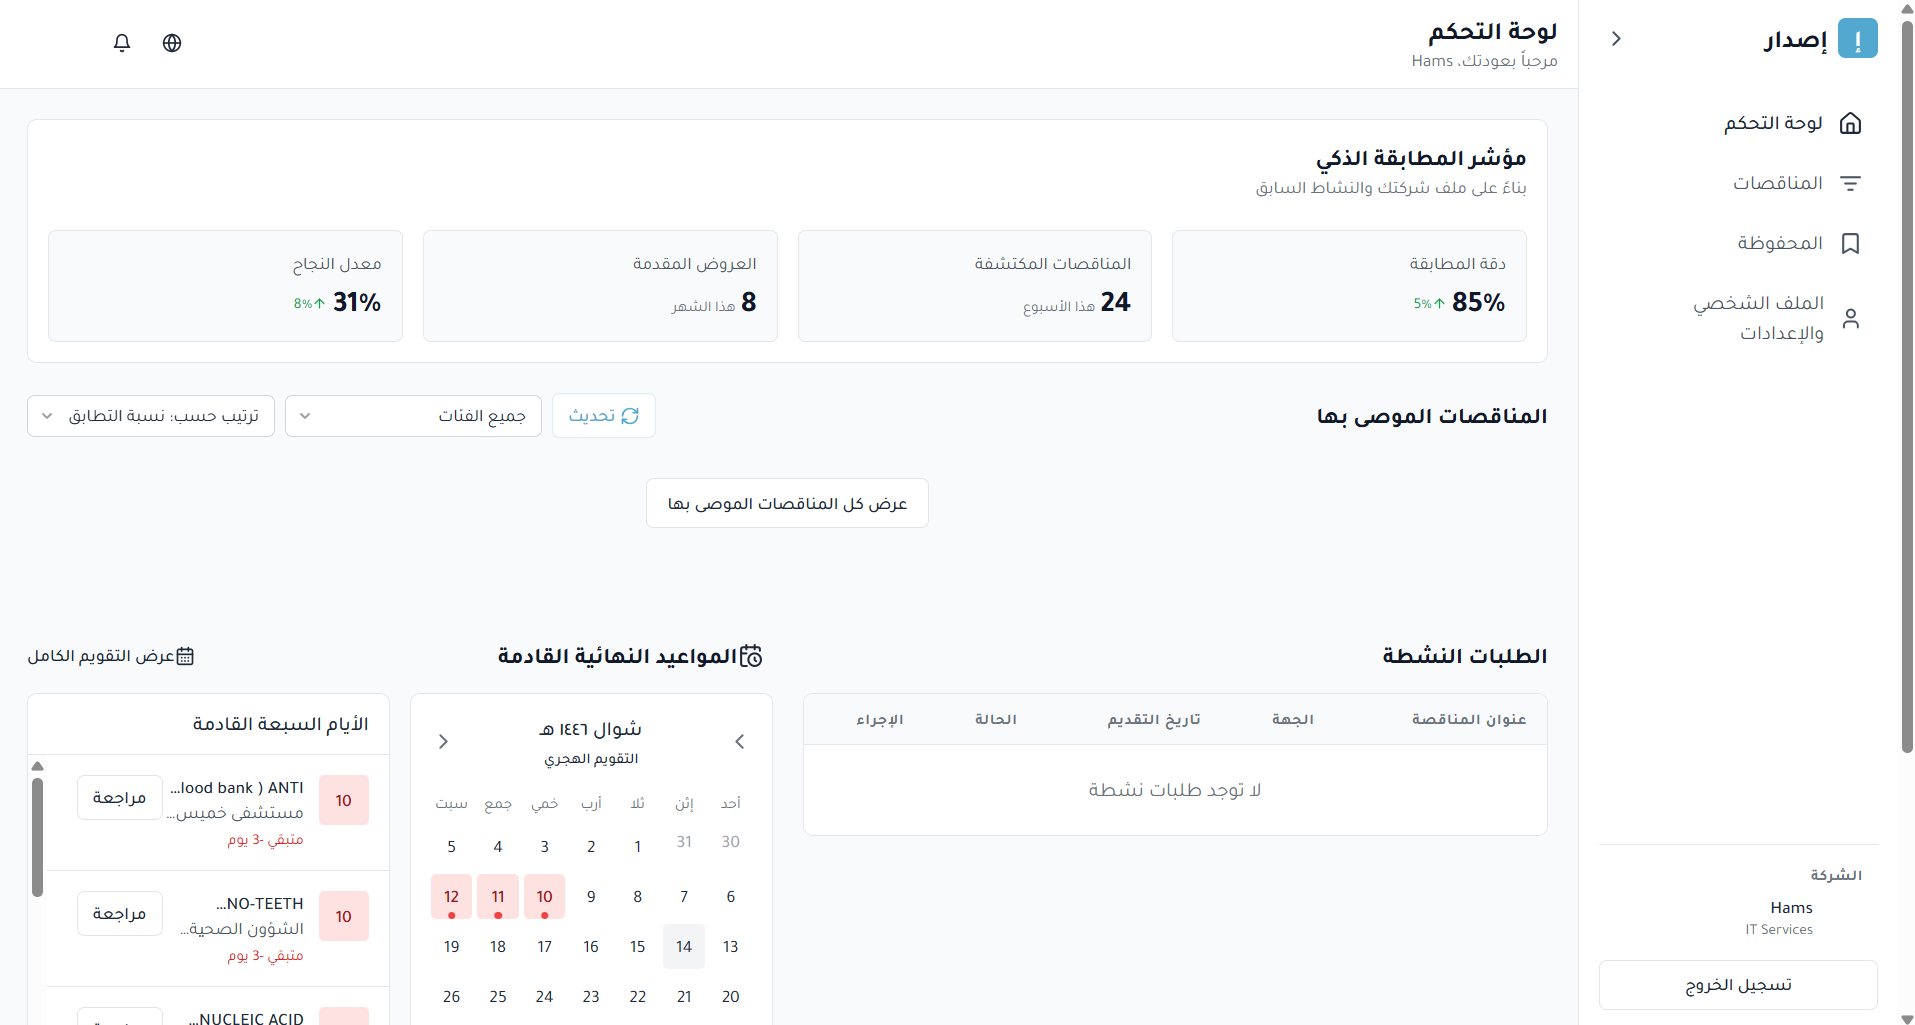 إ
إصدار
لوحة التحكم
المناقصات
المحفوظة
الملف الشخصي
والإعدادات
الشركة
Hams
IT Services
تسجيل الخروج
لوحة التحكم
مرحباً بعودتك، Hams
مؤشر المطابقة الذكي
بناءً على ملف شركتك والنشاط السابق
دقة المطابقة
85% ↑5%
المناقصات المكتشفة
24 هذا الأسبوع
العروض المقدمة
8 هذا الشهر
معدل النجاح
31% ↑8%
المناقصات الموصى بها
تحديث
جميع الفئات
ترتيب حسب: نسبة التطابق
عرض كل المناقصات الموصى بها
الطلبات النشطة
عنوان المناقصة الجهة تاريخ التقديم الحالة الإجراء
لا توجد طلبات نشطة
المواعيد النهائية القادمة
عرض التقويم الكامل
شوال ١٤٤٦ هـ
التقويم الهجري
أحد إثن ثلا أرب خمي جمع سبت
30 31 1 2 3 4 5
6 7 8 9 10 11 12
13 14 15 16 17 18 19
20 21 22 23 24 25 26
الأيام السبعة القادمة
10
...lood bank ) ANTI
مستشفى خميس...
متبقي -3 يوم
مراجعة
10
...NO-TEETH
الشؤون الصحية...
متبقي -3 يوم
مراجعة
...NUCLEIC ACID